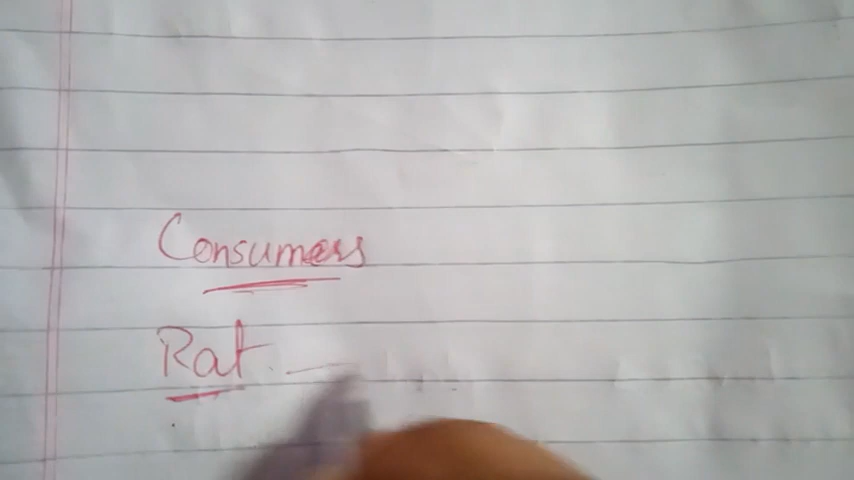 Consumers
Rat. —